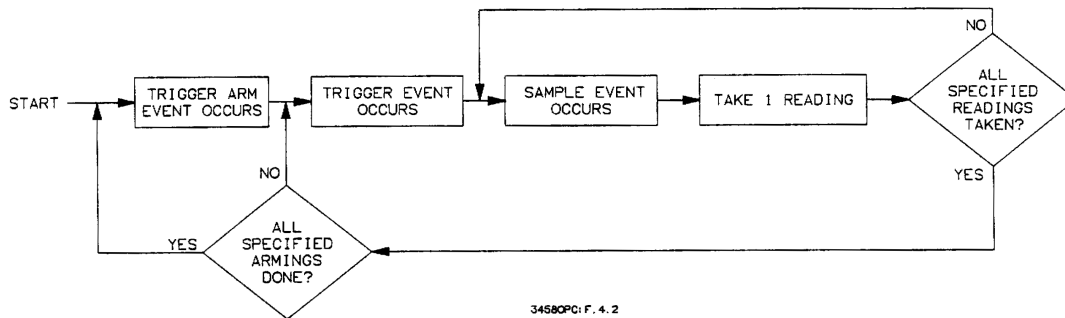 START
TRIGGER ARM
EVENT OCCURS
TRIGGER EVENT
OCCURS
SAMPLE EVENT
OCCURS
TAKE 1 READING
NO
ALL
SPECIFIED
READINGS
TAKEN?
YES
NO
YES
ALL
SPECIFIED
ARMINGS
DONE?
3458OPC:F.4.2